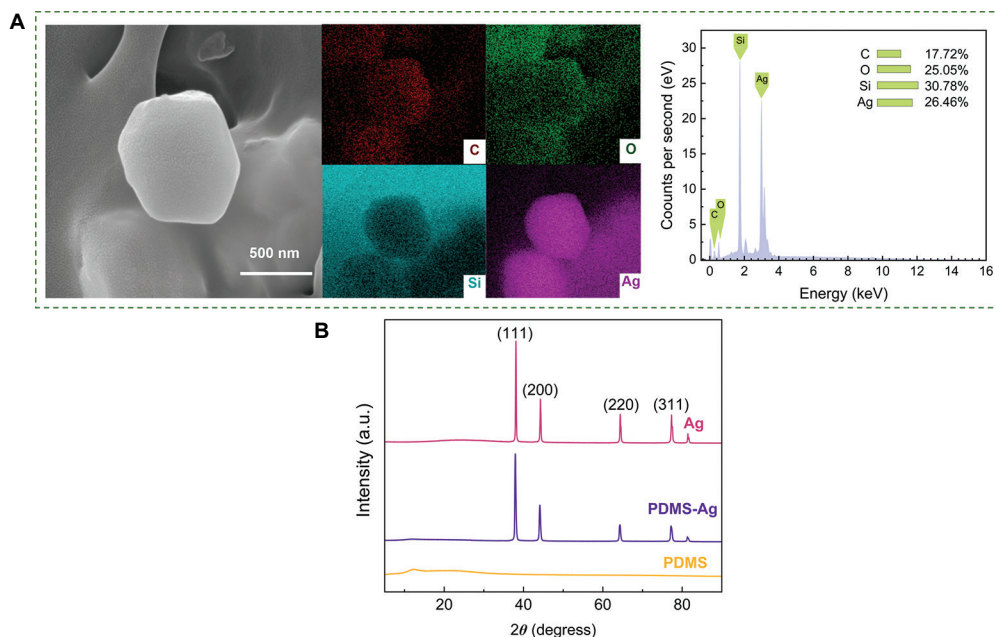 A
500 nm
C
O
Si
Ag
Coounts per second (eV)
30
25
20
15
10
5
0
C
O
Si
Ag
C 17.72%
O 25.05%
Si 30.78%
Ag 26.46%
0 2 4 6 8 10 12 14 16
Energy (keV)
B
Intensity (a.u.)
(111)
(200)
(220)
(311)
Ag
PDMS-Ag
PDMS
20 40 60 80
2θ (degress)